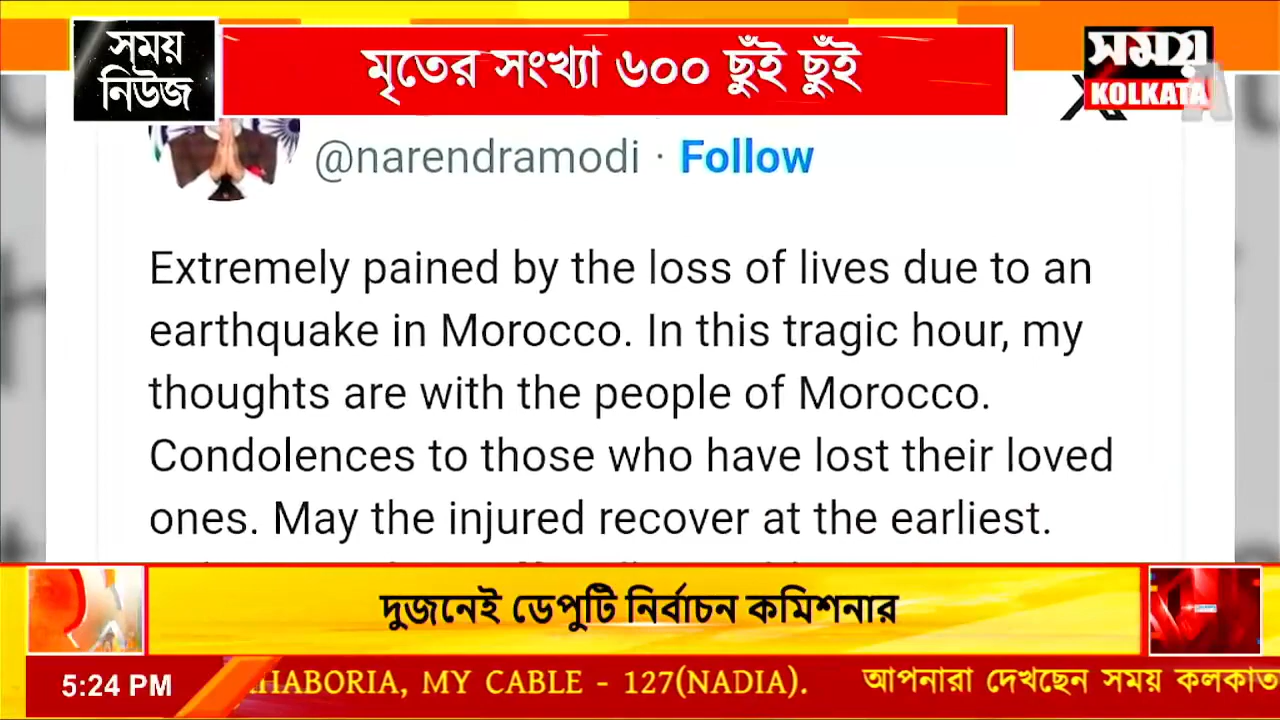 সময়
নিউজ
মৃতের সংখ্যা ৬০০ ছুঁই ছুঁই
সময়
KOLKATA
@narendramodi · Follow
Extremely pained by the loss of lives due to an
earthquake in Morocco. In this tragic hour, my
thoughts are with the people of Morocco.
Condolences to those who have lost their loved
ones. May the injured recover at the earliest.
দুজনেই ডেপুটি নির্বাচন কমিশনার
5:24 PM
HABORIA, MY CABLE - 127(NADIA). আপনারা দেখছেন সময় কলকাত